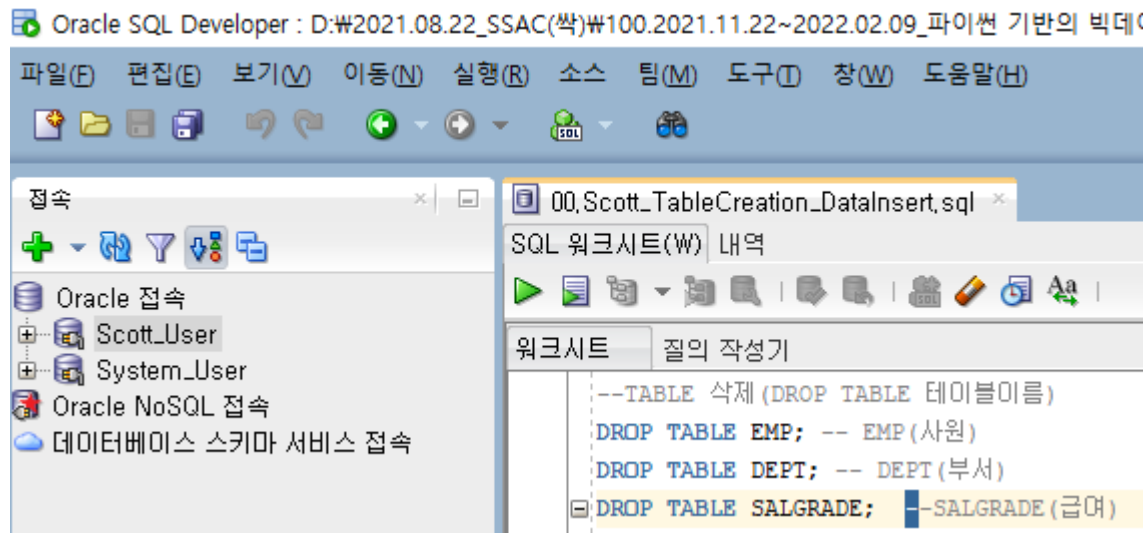 Oracle SQL Developer : D:₩2021.08.22_SSAC(싹)₩100.2021.11.22~2022.02.09_파이썬 기반의 빅데이
파일(F) 편집(E) 보기(V) 이동(N) 실행(R) 소스 팀(M) 도구(T) 창(W) 도움말(H)
접속
Oracle 접속
Scott_User
System_User
Oracle NoSQL 접속
데이터베이스 스키마 서비스 접속
00.Scott_TableCreation_DataInsert.sql
SQL 워크시트(W) 내역
워크시트 질의 작성기
--TABLE 삭제(DROP TABLE 테이블이름)
DROP TABLE EMP; -- EMP(사원)
DROP TABLE DEPT; -- DEPT(부서)
DROP TABLE SALGRADE; --SALGRADE(급여)